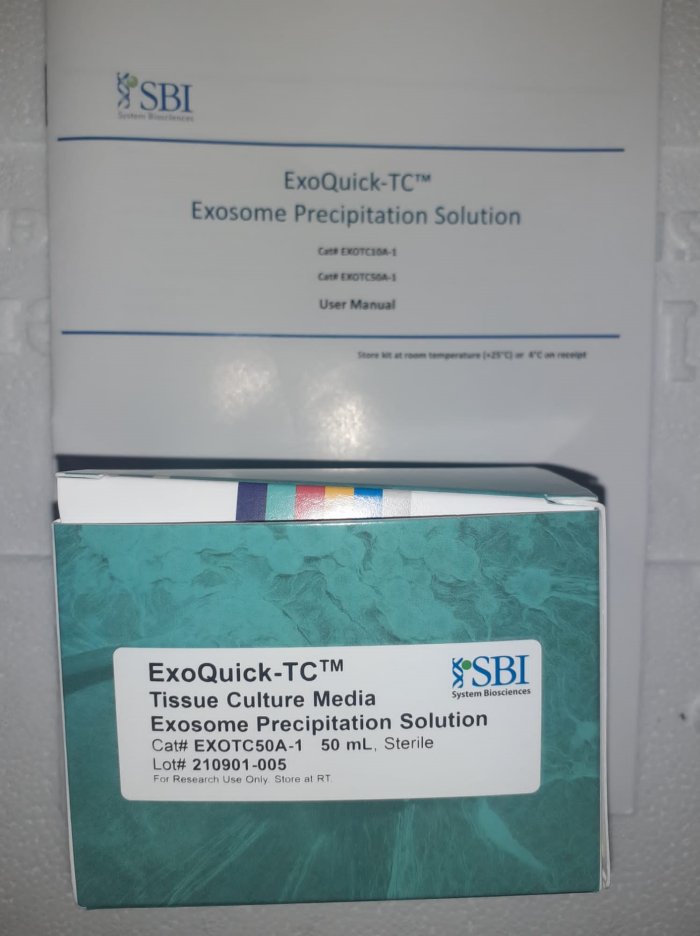 SBI
System Biosciences
ExoQuick-TC™
Exosome Precipitation Solution
Cat# EXOTC10A-1
Cat# EXOTC50A-1
User Manual
Store kit at room temperature (+25°C) or 4°C on receipt
ExoQuick-TC™
SBI
System Biosciences
Tissue Culture Media
Exosome Precipitation Solution
Cat# EXOTC50A-1 50 mL, Sterile
Lot# 210901-005
For Research Use Only. Store at RT.